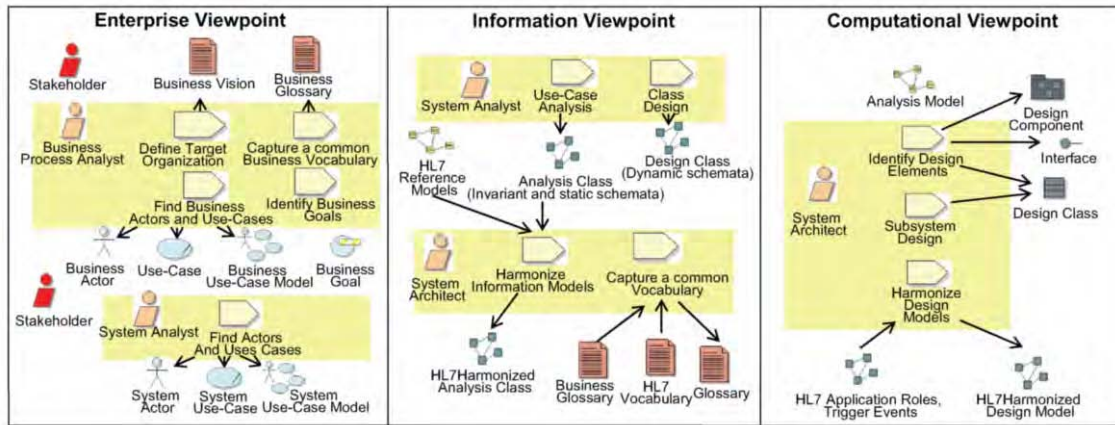 Enterprise Viewpoint
Stakeholder
Business Vision
Business
Glossary
Business
Process Analyst
Define Target
Organization
Capture a common
Business Vocabulary
Find Business
Actors and Use-Cases
Identify Business
Goals
Business
Actor
Use-Case
Business
Use-Case Model
Business
Goal
Stakeholder
System Analyst
Find Actors
And Uses Cases
System
Actor
System
Use-Case
System
Use-Case Model
Information Viewpoint
System Analyst
Use-Case
Analysis
Class
Design
HL7
Reference
Models
Analysis Class
(Invariant and static schemata)
Design Class
(Dynamic schemata)
System
Architect
Harmonize
Information Models
Capture a common
Vocabulary
HL7Harmonized
Analysis Class
Business
Glossary
HL7
Vocabulary
Glossary
Computational Viewpoint
Analysis Model
Design
Component
Identify Design
Elements
Interface
System
Architect
Design Class
Subsystem
Design
Harmonize
Design
Models
HL7 Application Roles,
Trigger Events
HL7Harmonized
Design Model